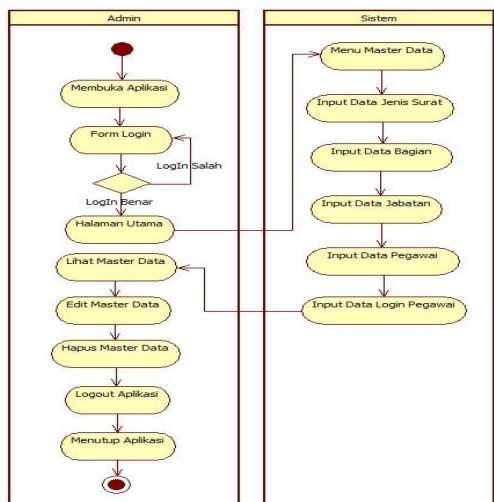 Admin
Membuka Aplikasi
Form Login
LogIn Salah
LogIn Benar
Halaman Utama
Lihat Master Data
Edit Master Data
Hapus Master Data
Logout Aplikasi
Menutup Aplikasi
Sistem
Menu Master Data
Input Data Jenis Surat
Input Data Bagian
Input Data Jabatan
Input Data Pegawai
Input Data Login Pegawai